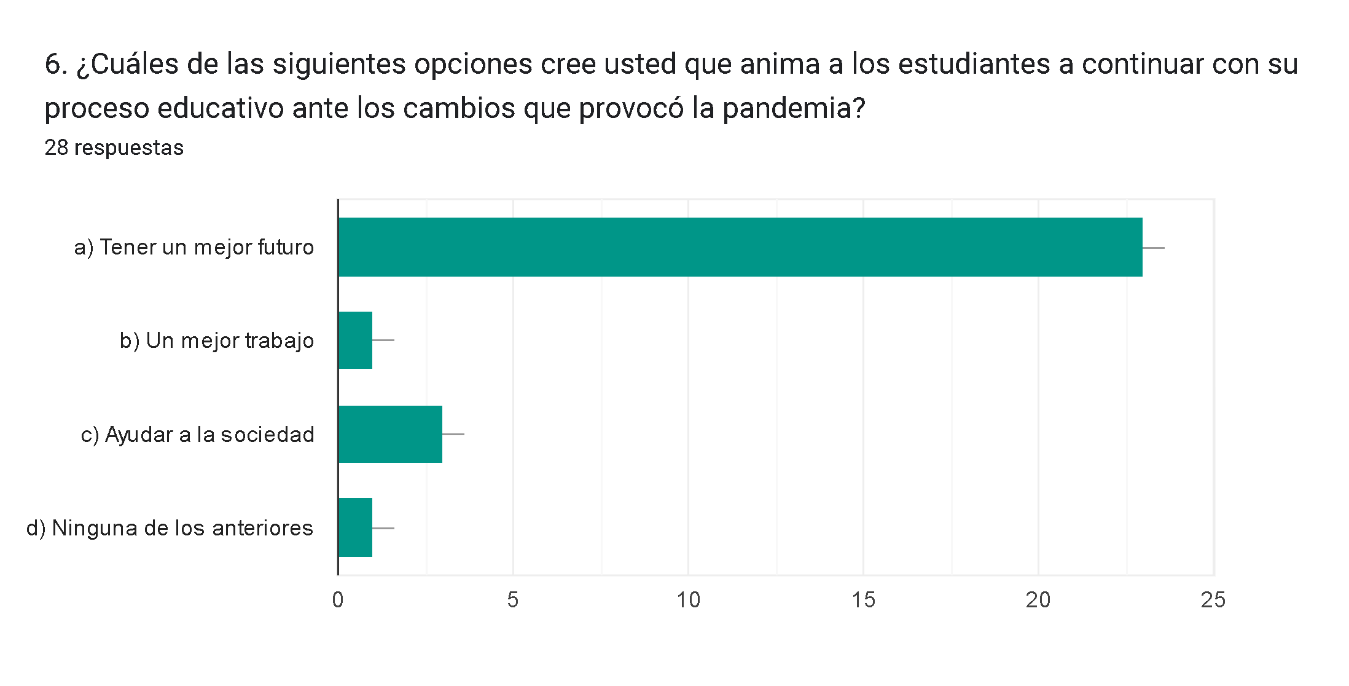 6. ¿Cuáles de las siguientes opciones cree usted que anima a los estudiantes a continuar con su
proceso educativo ante los cambios que provocó la pandemia?
28 respuestas
a) Tener un mejor futuro
b) Un mejor trabajo
c) Ayudar a la sociedad
d) Ninguna de los anteriores
0 5 10 15 20 25